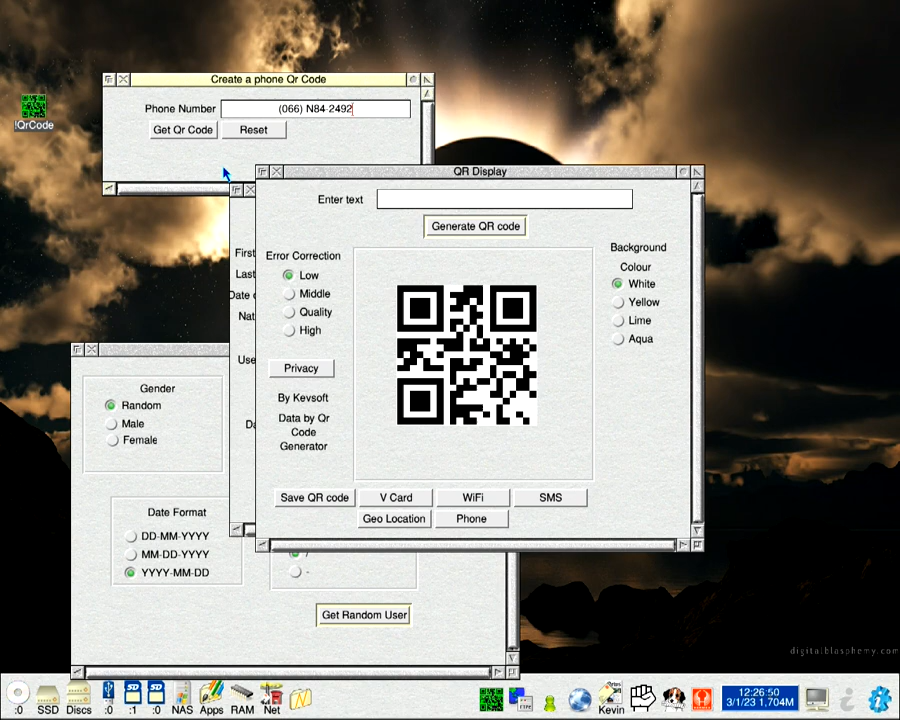 Create a phone Qr Code
!QrCode
Phone Number (066) N84-2492
Get Qr Code Reset
QR Display
Enter text
Generate QR code
Error Correction
Low
Middle
Quality
High
Privacy
By Kevsoft
Data by Qr
Code
Generator
Background
Colour
White
Yellow
Lime
Aqua
Save QR code V Card WiFi SMS
Geo Location Phone
First
Last
Date
Nat
Use
Da
Gender
Random
Male
Female
Date Format
DD-MM-YYYY
MM-DD-YYYY
YYYY-MM-DD
/
-
Get Random User
digitalblasphemy.com
:0 SSD Discs :0 :1 :0 NAS Apps RAM Net Kevin
12:26:50
3/1/23 1,704M